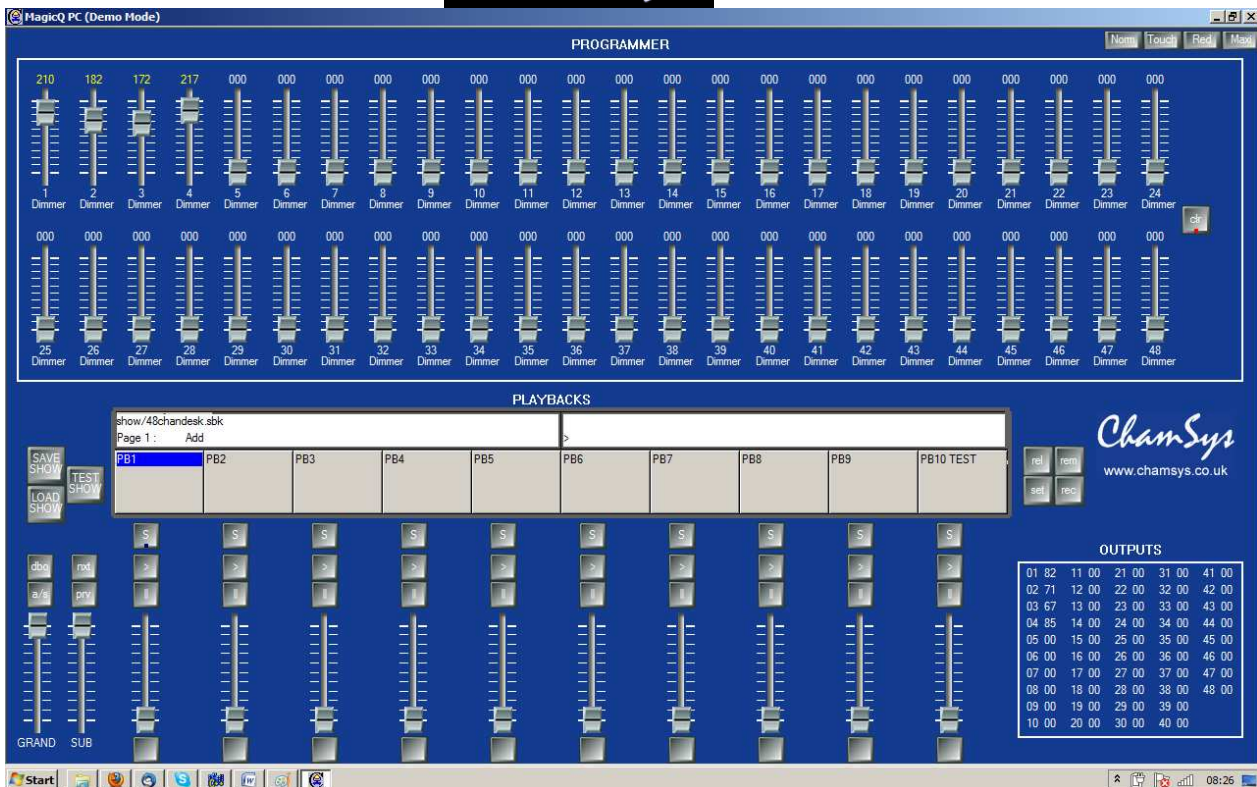 MagicQ PC (Demo Mode)
PROGRAMMER
Norm Touch Red Maxi
210 182 172 217 000 000 000 000 000 000 000 000 000 000 000 000 000 000 000 000 000 000 000 000
1 2 3 4 5 6 7 8 9 10 11 12 13 14 15 16 17 18 19 20 21 22 23 24
Dimmer Dimmer Dimmer Dimmer Dimmer Dimmer Dimmer Dimmer Dimmer Dimmer Dimmer Dimmer Dimmer Dimmer Dimmer Dimmer Dimmer Dimmer Dimmer Dimmer Dimmer Dimmer Dimmer Dimmer
clr
000 000 000 000 000 000 000 000 000 000 000 000 000 000 000 000 000 000 000 000 000 000 000 000
25 26 27 28 29 30 31 32 33 34 35 36 37 38 39 40 41 42 43 44 45 46 47 48
Dimmer Dimmer Dimmer Dimmer Dimmer Dimmer Dimmer Dimmer Dimmer Dimmer Dimmer Dimmer Dimmer Dimmer Dimmer Dimmer Dimmer Dimmer Dimmer Dimmer Dimmer Dimmer Dimmer Dimmer
PLAYBACKS
show/48chandesk.sbk
Page 1 : Add >
PB1 PB2 PB3 PB4 PB5 PB6 PB7 PB8 PB9 PB10 TEST
SAVE SHOW
TEST SHOW
LOAD SHOW
rel rem
set rec
ChamSys
www.chamsys.co.uk
S S S S S S S S S S
dbo nxt > > > > > > > > > >
a/s prv || || || || || || || || || ||
GRAND SUB
OUTPUTS
01 82 11 00 21 00 31 00 41 00
02 71 12 00 22 00 32 00 42 00
03 67 13 00 23 00 33 00 43 00
04 85 14 00 24 00 34 00 44 00
05 00 15 00 25 00 35 00 45 00
06 00 16 00 26 00 36 00 46 00
07 00 17 00 27 00 37 00 47 00
08 00 18 00 28 00 38 00 48 00
09 00 19 00 29 00 39 00
10 00 20 00 30 00 40 00
Start
08:26